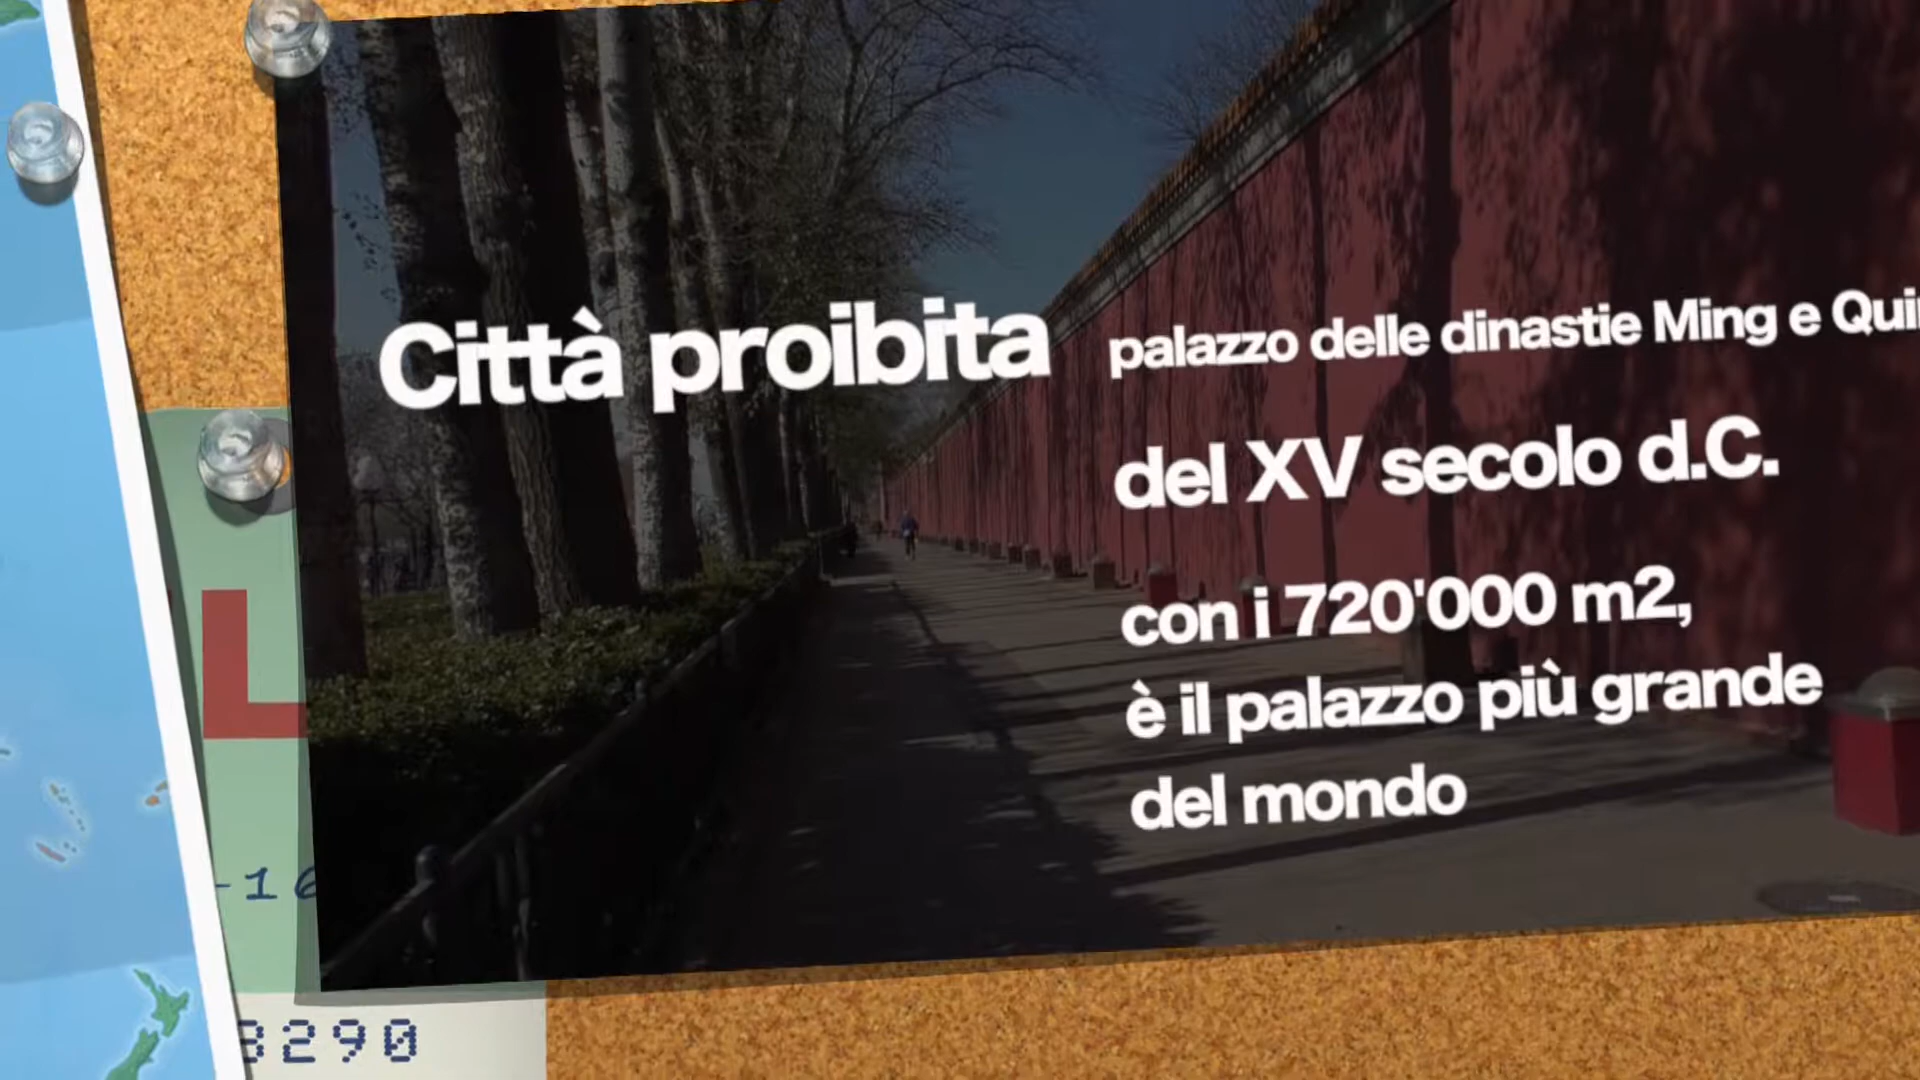 Città proibita
palazzo delle dinastie Ming e
del XV secolo d.C.
con i 720'000 m2,
è il palazzo più grande
del mondo
L
-16
3290